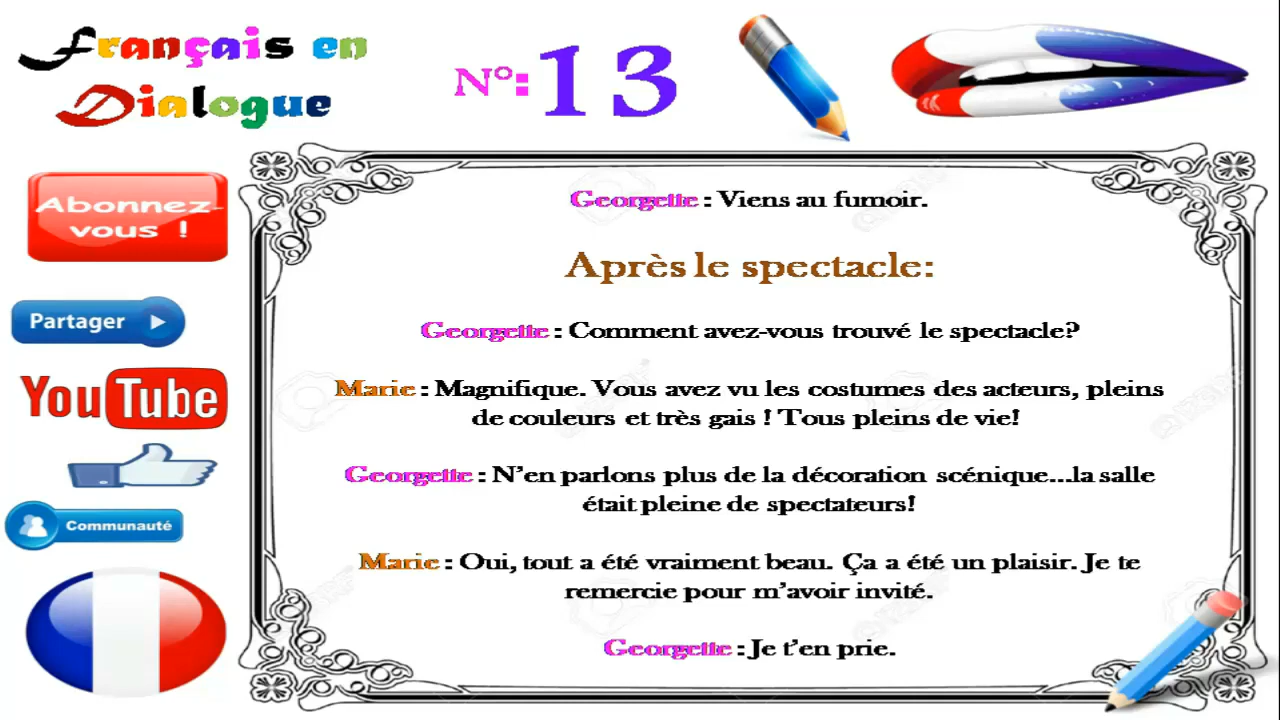 Français en
Dialogue
N°:13
Abonnez-
vous !
Partager
YouTube
Communauté
Georgette : Viens au fumoir.
Après le spectacle:
Georgette : Comment avez-vous trouvé le spectacle?
Marie : Magnifique. Vous avez vu les costumes des acteurs, pleins
de couleurs et très gais ! Tous pleins de vie!
Georgette : N'en parlons plus de la décoration scénique...la salle
était pleine de spectateurs!
Marie : Oui, tout a été vraiment beau. Ça a été un plaisir. Je te
remercie pour m'avoir invité.
Georgette : Je t'en prie.